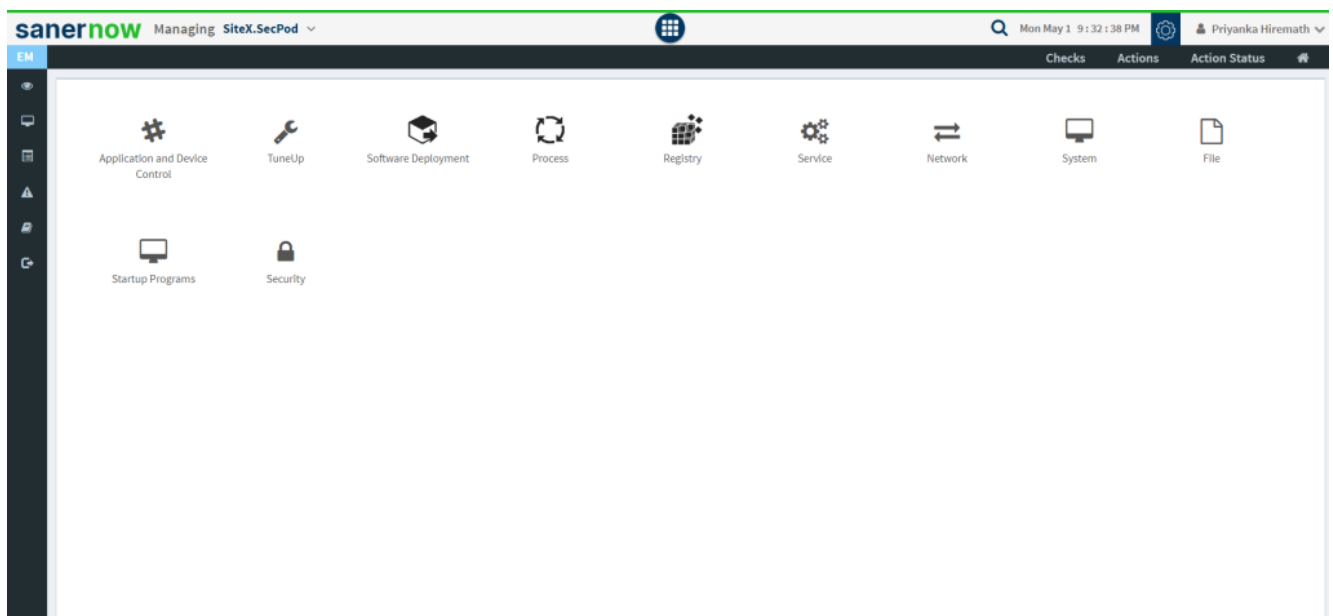 sanernow Managing SiteX.SecPod Mon May 1 9:32:38 PM Priyanka Hiremath
EM Checks Actions Action Status
Application and Device Control
TuneUp
Software Deployment
Process
Registry
Service
Network
System
File
Startup Programs
Security